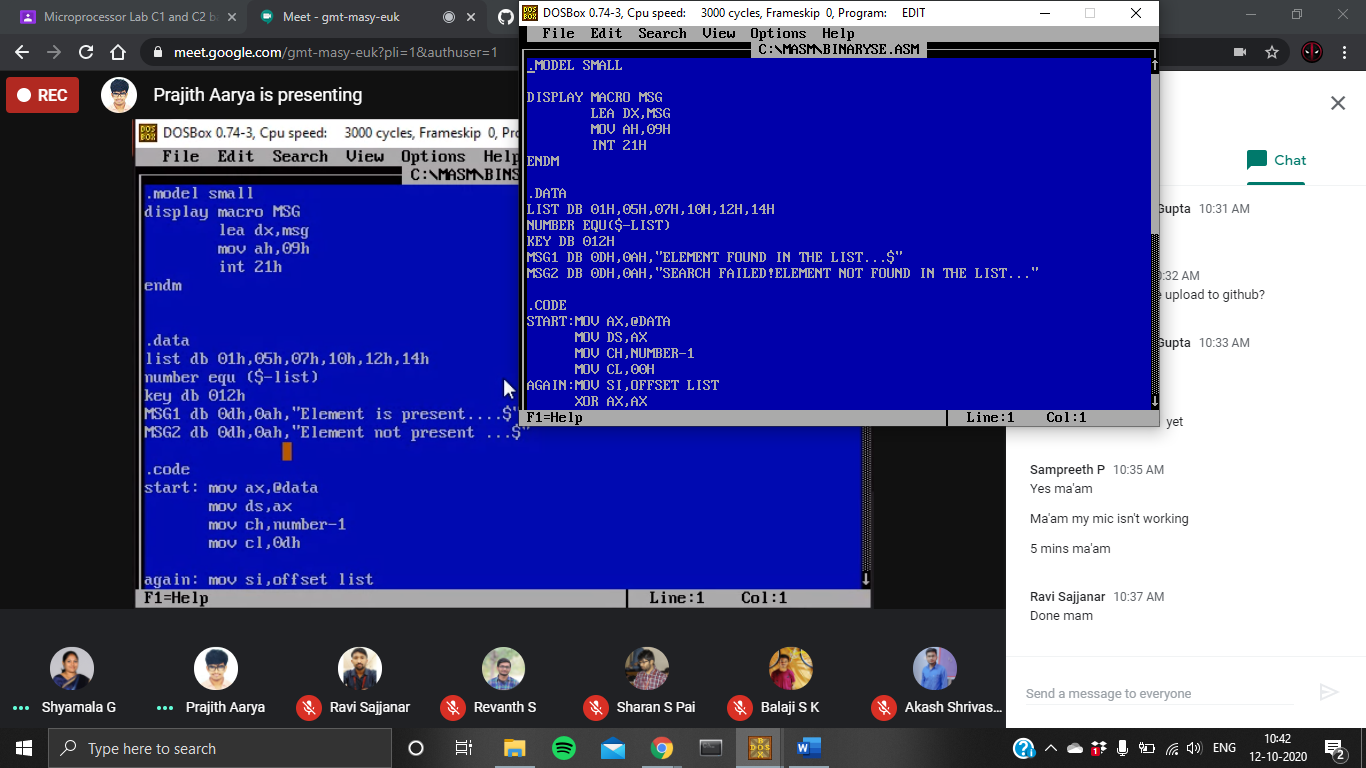 Microprocessor Lab C1 and C2 ba
Meet - gmt-masy-euk
meet.google.com/gmt-masy-euk?pli=1&authuser=1
REC
Prajith Aarya is presenting
DOSBox 0.74-3, Cpu speed: 3000 cycles, Frameskip 0, Pro
File Edit Search View Options Help
C:\MASM\BINS
.model small
display macro MSG
lea dx,msg
mov ah,09h
int 21h
endm
.data
list db 01h,05h,07h,10h,12h,14h
number equ ($-list)
key db 012h
MSG1 db 0dh,0ah,"Element is present....$"
MSG2 db 0dh,0ah,"Element not present ...$"
.code
start: mov ax,@data
mov ds,ax
mov ch,number-1
mov cl,0dh
again: mov si,offset list
F1=Help
Line:1 Col:1
DOSBox 0.74-3, Cpu speed: 3000 cycles, Frameskip 0, Program: EDIT
File Edit Search View Options Help
C:\MASM\BINARYSE.ASM
.MODEL SMALL
DISPLAY MACRO MSG
LEA DX,MSG
MOV AH,09H
INT 21H
ENDM
.DATA
LIST DB 01H,05H,07H,10H,12H,14H
NUMBER EQU($-LIST)
KEY DB 012H
MSG1 DB 0DH,0AH,"ELEMENT FOUND IN THE LIST...$"
MSG2 DB 0DH,0AH,"SEARCH FAILED!ELEMENT NOT FOUND IN THE LIST..."
.CODE
START:MOV AX,@DATA
MOV DS,AX
MOV CH,NUMBER-1
MOV CL,00H
AGAIN:MOV SI,OFFSET LIST
XOR AX,AX
F1=Help
Line:1 Col:1
Chat
Gupta 10:31 AM
:32 AM
e upload to github?
Gupta 10:33 AM
yet
Sampreeth P 10:35 AM
Yes ma'am
Ma'am my mic isn't working
5 mins ma'am
Ravi Sajjanar 10:37 AM
Done mam
Send a message to everyone
Shyamala G
Prajith Aarya
Ravi Sajjanar
Revanth S
Sharan S Pai
Balaji S K
Akash Shrivas...
Type here to search
ENG
10:42
12-10-2020
2